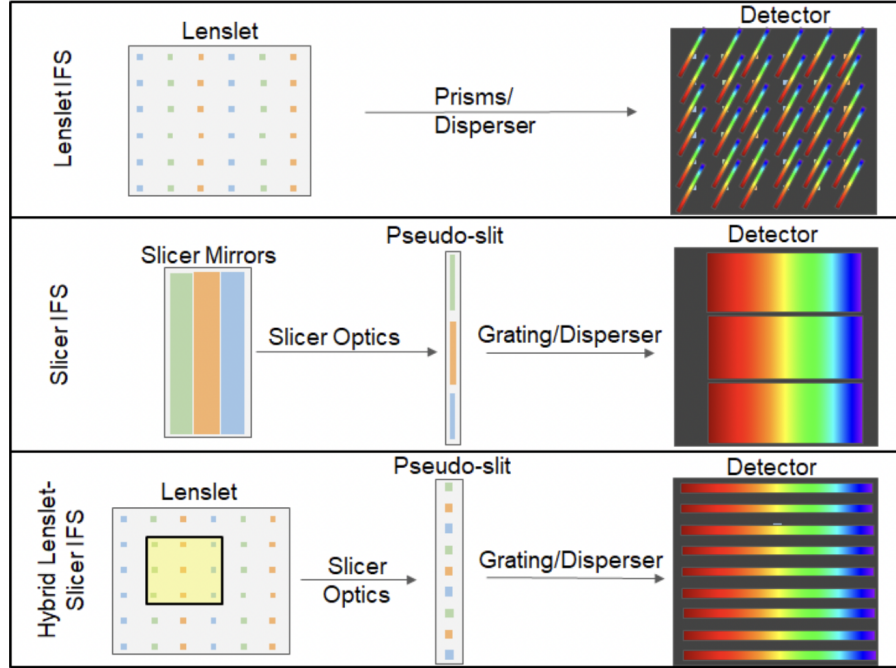 Lenslet IFS
Lenslet
Prisms/
Disperser
Detector
Slicer IFS
Slicer Mirrors
Slicer Optics
Pseudo-slit
Grating/Disperser
Detector
Hybrid Lenslet-
Slicer IFS
Lenslet
Slicer
Optics
Pseudo-slit
Grating/Disperser
Detector